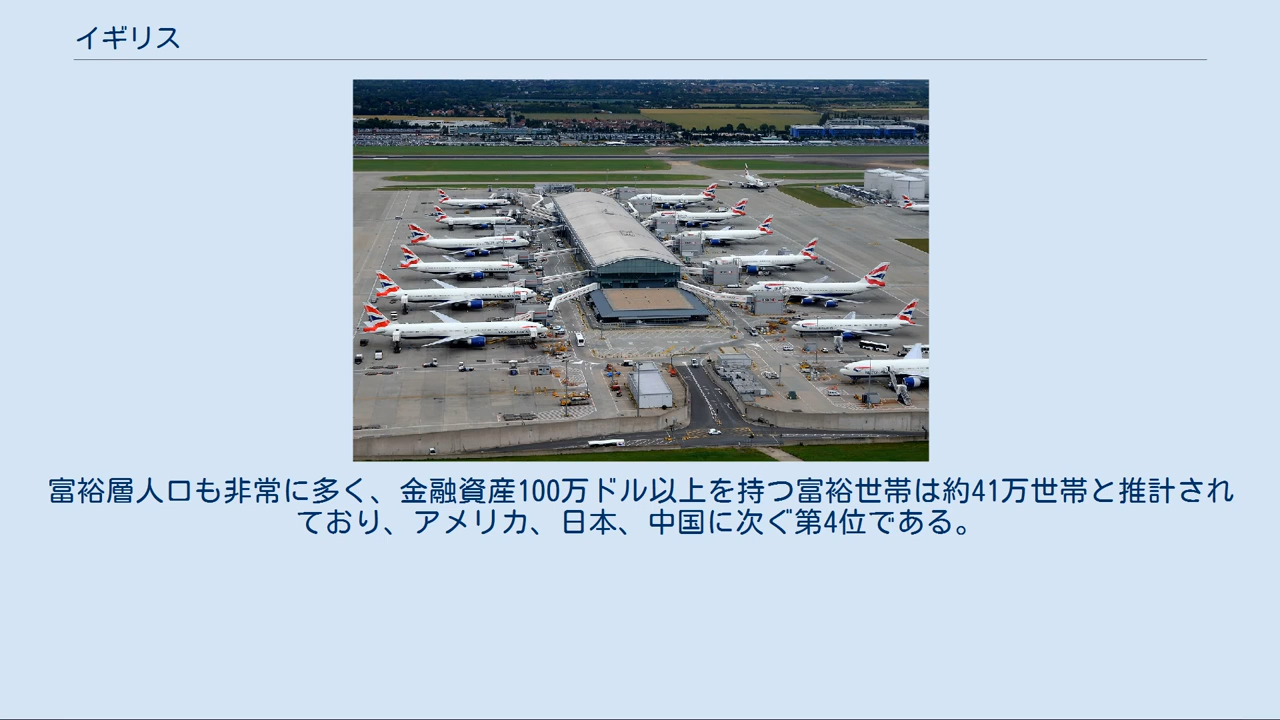 イギリス
富裕層人口も非常に多く、金融資産100万ドル以上を持つ富裕世帯は約41万世帯と推計され
ており、アメリカ、日本、中国に次ぐ第4位である。